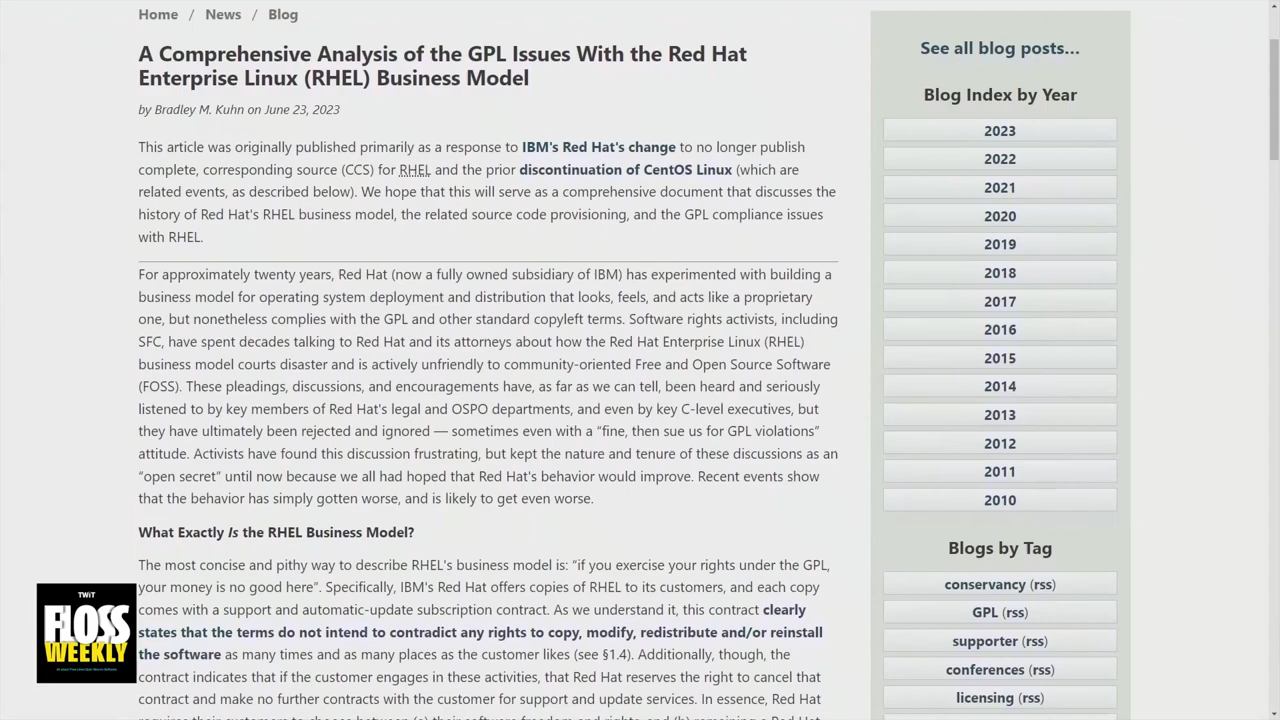 Home / News / Blog
A Comprehensive Analysis of the GPL Issues With the Red Hat
Enterprise Linux (RHEL) Business Model
by Bradley M. Kuhn on June 23, 2023
This article was originally published primarily as a response to IBM's Red Hat's change to no longer publish
complete, corresponding source (CCS) for RHEL and the prior discontinuation of CentOS Linux (which are
related events, as described below). We hope that this will serve as a comprehensive document that discusses the
history of Red Hat's RHEL business model, the related source code provisioning, and the GPL compliance issues
with RHEL.
For approximately twenty years, Red Hat (now a fully owned subsidiary of IBM) has experimented with building a
business model for operating system deployment and distribution that looks, feels, and acts like a proprietary
one, but nonetheless complies with the GPL and other standard copyleft terms. Software rights activists, including
SFC, have spent decades talking to Red Hat and its attorneys about how the Red Hat Enterprise Linux (RHEL)
business model courts disaster and is actively unfriendly to community-oriented Free and Open Source Software
(FOSS). These pleadings, discussions, and encouragements have, as far as we can tell, been heard and seriously
listened to by key members of Red Hat's legal and OSPO departments, and even by key C-level executives, but
they have ultimately been rejected and ignored — sometimes even with a “fine, then sue us for GPL violations”
attitude. Activists have found this discussion frustrating, but kept the nature and tenure of these discussions as an
“open secret” until now because we all had hoped that Red Hat's behavior would improve. Recent events show
that the behavior has simply gotten worse, and is likely to get even worse.
What Exactly Is the RHEL Business Model?
The most concise and pithy way to describe RHEL's business model is: “if you exercise your rights under the GPL,
your money is no good here”. Specifically, IBM's Red Hat offers copies of RHEL to its customers, and each copy
comes with a support and automatic-update subscription contract. As we understand it, this contract clearly
states that the terms do not intend to contradict any rights to copy, modify, redistribute and/or reinstall
the software as many times and as many places as the customer likes (see §1.4). Additionally, though, the
contract indicates that if the customer engages in these activities, that Red Hat reserves the right to cancel that
contract and make no further contracts with the customer for support and update services. In essence, Red Hat
requires their customers to choose between (a) their software freedom and rights, and (b) remaining a Red Hat
See all blog posts…
Blog Index by Year
2023
2022
2021
2020
2019
2018
2017
2016
2015
2014
2013
2012
2011
2010
Blogs by Tag
conservancy (rss)
GPL (rss)
supporter (rss)
conferences (rss)
licensing (rss)
TWiT
FLOSS
WEEKLY